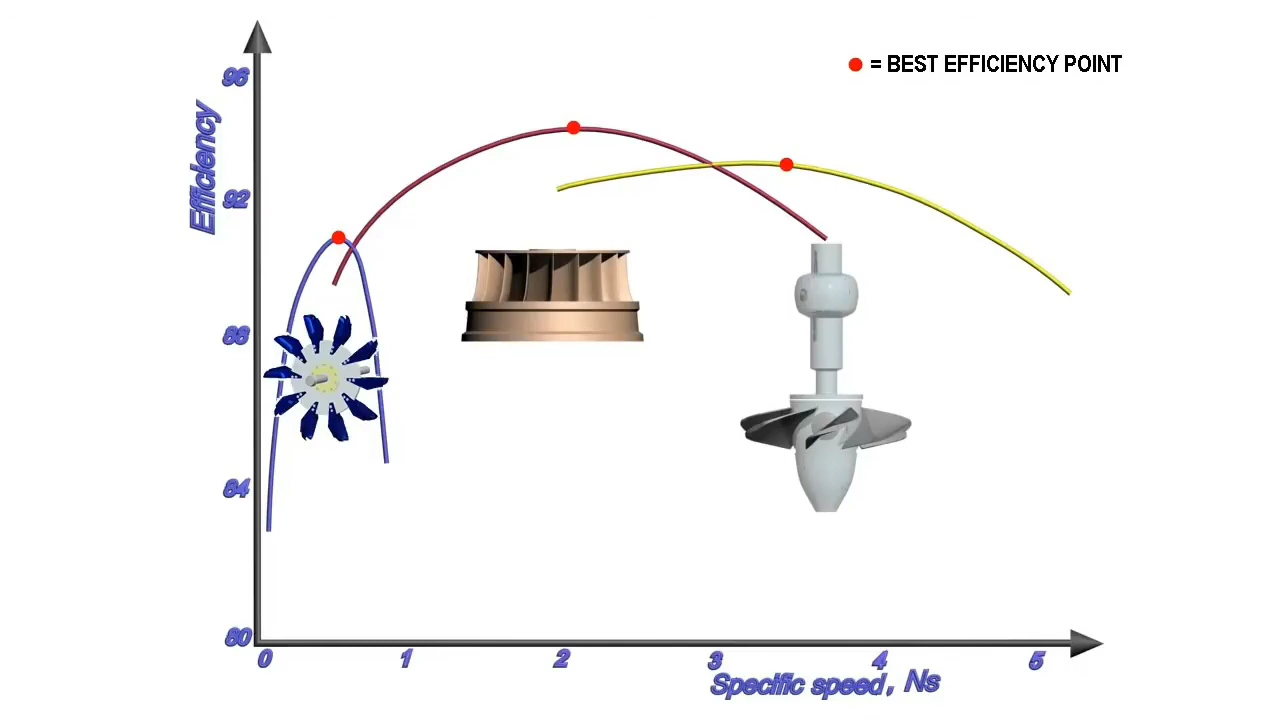 = BEST EFFICIENCY POINT
Efficiency
96
92
88
84
80
0 1 2 3 4 5
Specific speed, Ns